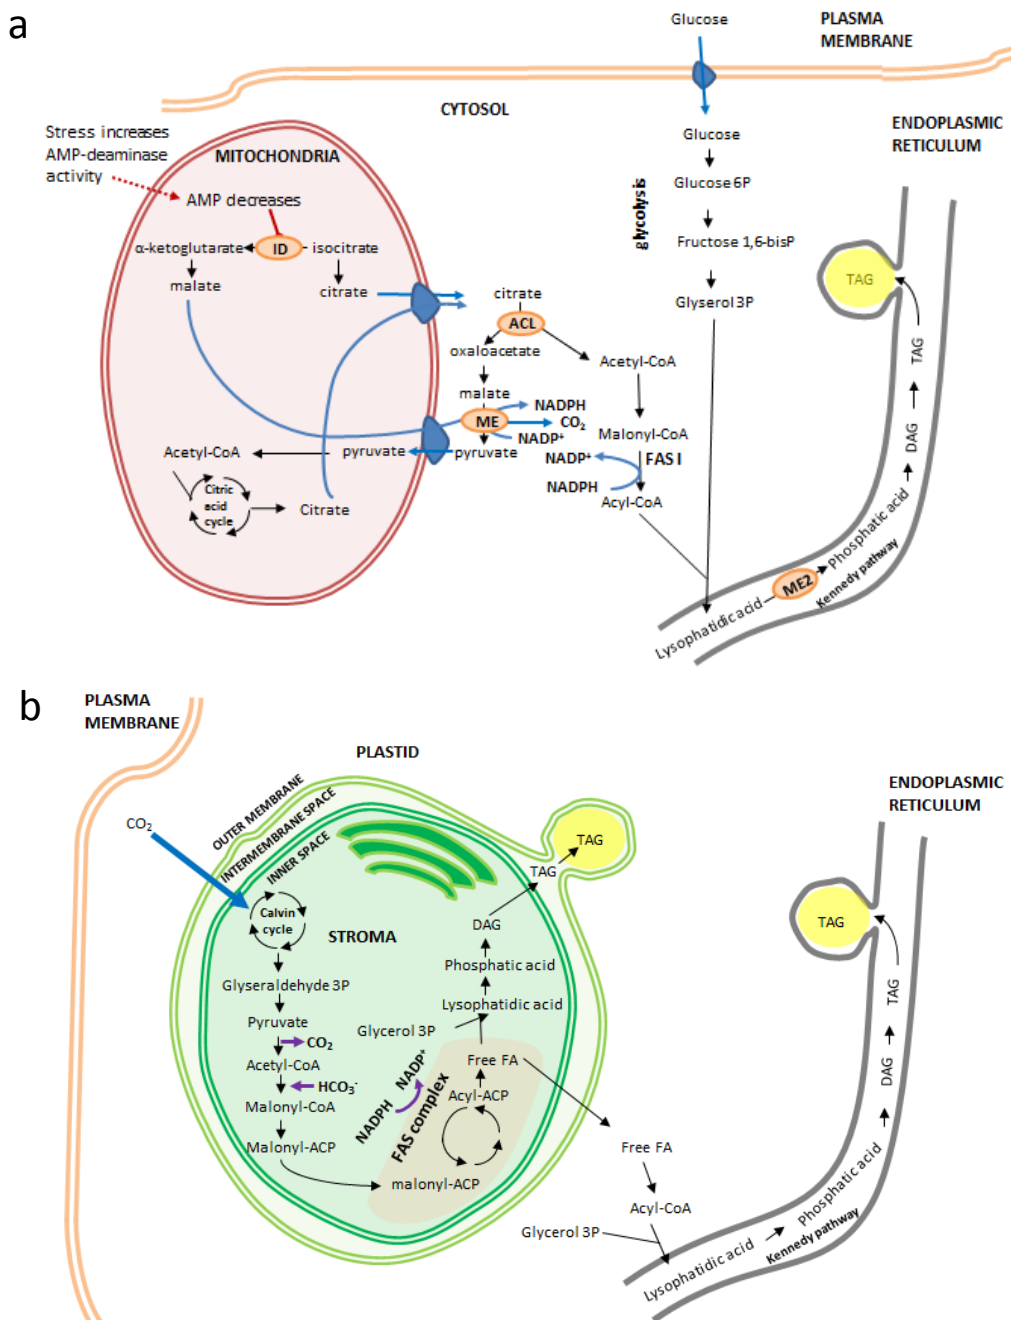 a
Glucose
PLASMA
MEMBRANE
CYTOSOL
ENDOPLASMIC
RETICULUM
Stress increases
AMP-deaminase
activity
MITOCHONDRIA
AMP decreases
α-ketoglutarate
ID
isocitrate
malate
citrate
Glucose
Glucose 6P
glycolysis
Fructose 1,6-bisP
Glyserol 3P
TAG
citrate
ACL
oxaloacetate
Acetyl-CoA
malate
NADPH
ME
CO2
NADP+
pyruvate
pyruvate
Acetyl-CoA
Malonyl-CoA
NADP+
FAS I
NADPH
Acyl-CoA
Citric
acid
cycle
Citrate
TAG
DAG
Phosphatic acid
ME2
Kennedy pathway
Lysophatidic acid
b
PLASMA
MEMBRANE
PLASTID
ENDOPLASMIC
RETICULUM
OUTER MEMBRANE
INTERMEMBRANE SPACE
INNER SPACE
CO2
TAG
TAG
Calvin
cycle
STROMA
DAG
Phosphatic acid
Lysophatidic acid
Glyseraldehyde 3P
Pyruvate
CO2
Glycerol 3P
Acetyl-CoA
HCO3-
Malonyl-CoA
NADPH
NADP+
FAS complex
Free FA
Acyl-ACP
Malonyl-ACP
malonyl-ACP
TAG
TAG
DAG
Free FA
Acyl-CoA
Glycerol 3P
Phosphatic acid
Kennedy pathway
Lysophatidic acid